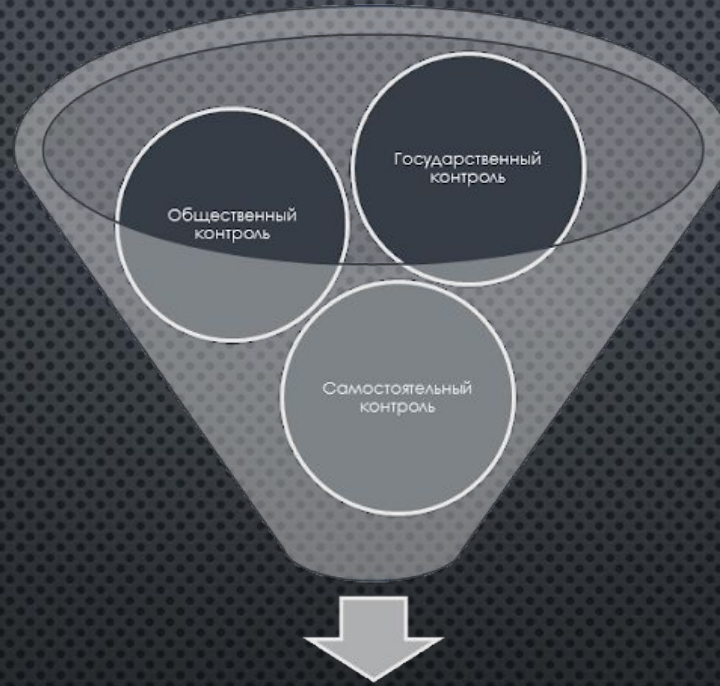 Государственный
контроль
Общественный
контроль
Самостоятельный
контроль